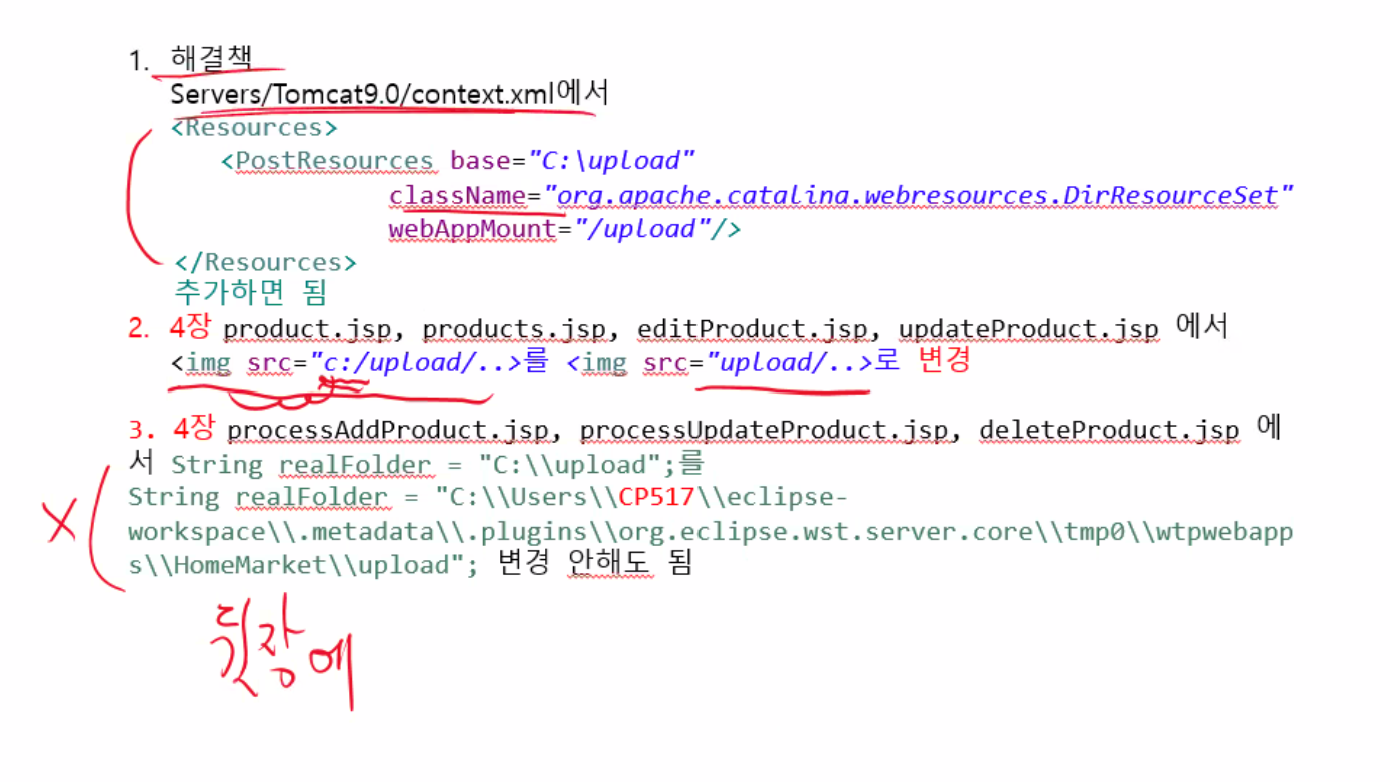 1. 해결책
Servers/Tomcat9.0/context.xml에서
<Resources>
<PostResources base="C:\upload"
className="org.apache.catalina.webresources.DirResourceSet"
webAppMount="/upload"/>
</Resources>
추가하면 됨
2. 4장 product.jsp, products.jsp, editProduct.jsp, updateProduct.jsp 에서
<img src="c:/upload/..>를 <img src="upload/..>로 변경
3. 4장 processAddProduct.jsp, processUpdateProduct.jsp, deleteProduct.jsp 에
서 String realFolder = "C:\\upload";를
String realFolder = "C:\\Users\\CP517\\eclipse-
workspace\\.metadata\\.plugins\\org.eclipse.wst.server.core\\tmp0\\wtpwebapp
s\\HomeMarket\\upload"; 변경 안해도 됨
X
뒷장에